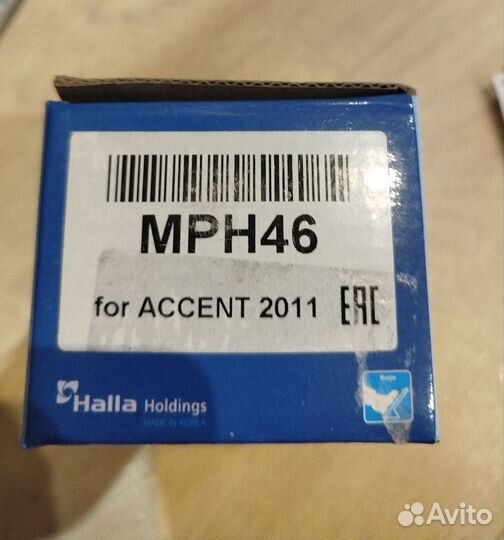 MPH46
for ACCENT 2011 EAC
Halla Holdings
MADE IN KOREA
Avito